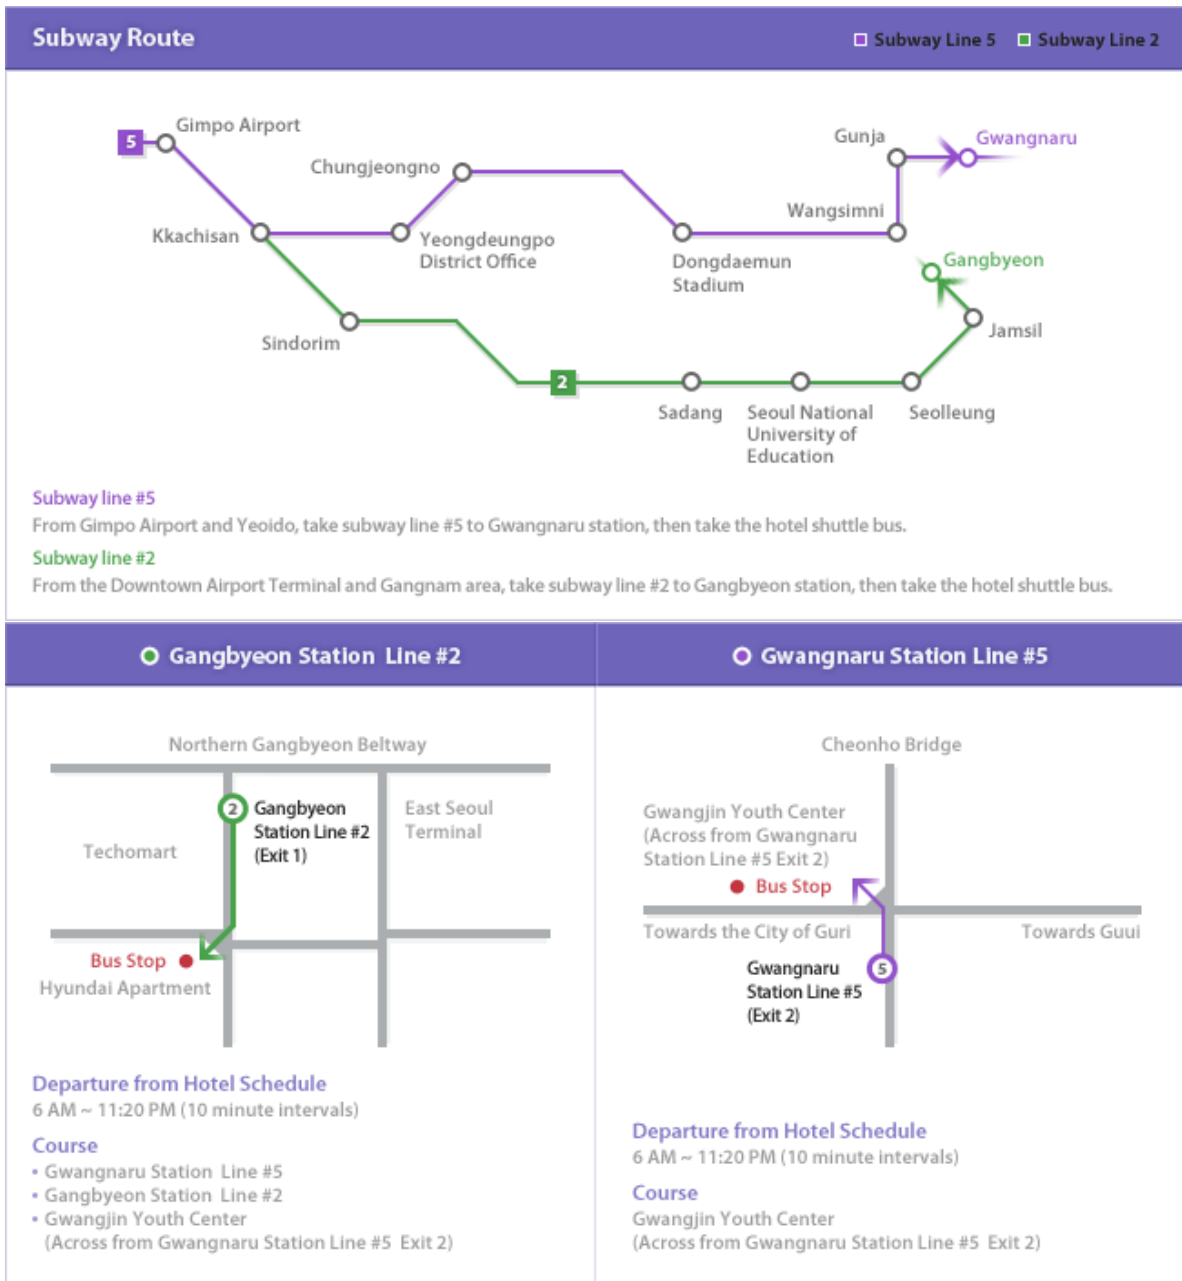 Subway Route
Subway Line 5
Subway Line 2
5
Gimpo Airport
Chungjeongno
Gunja
Gwangnaru
Kkachisan
Yeongdeungpo
District Office
Wangsimni
Dongdaemun
Stadium
Gangbyeon
Sindorim
Jamsil
2
Sadang
Seoul National
University of
Education
Seolleung
Subway line #5
From Gimpo Airport and Yeoido, take subway line #5 to Gwangnaru station, then take the hotel shuttle bus.
Subway line #2
From the Downtown Airport Terminal and Gangnam area, take subway line #2 to Gangbyeon station, then take the hotel shuttle bus.
Gangbyeon Station Line #2
Northern Gangbyeon Beltway
2
Gangbyeon
Station Line #2
(Exit 1)
East Seoul
Terminal
Techomart
Bus Stop
Hyundai Apartment
Departure from Hotel Schedule
6 AM ~ 11:20 PM (10 minute intervals)
Course
• Gwangnaru Station Line #5
• Gangbyeon Station Line #2
• Gwangjin Youth Center
(Across from Gwangnaru Station Line #5 Exit 2)
Gwangnaru Station Line #5
Cheonho Bridge
Gwangjin Youth Center
(Across from Gwangnaru
Station Line #5 Exit 2)
Bus Stop
Towards the City of Guri
Towards Guui
Gwangnaru
Station Line #5
(Exit 2)
5
Departure from Hotel Schedule
6 AM ~ 11:20 PM (10 minute intervals)
Course
Gwangjin Youth Center
(Across from Gwangnaru Station Line #5 Exit 2)